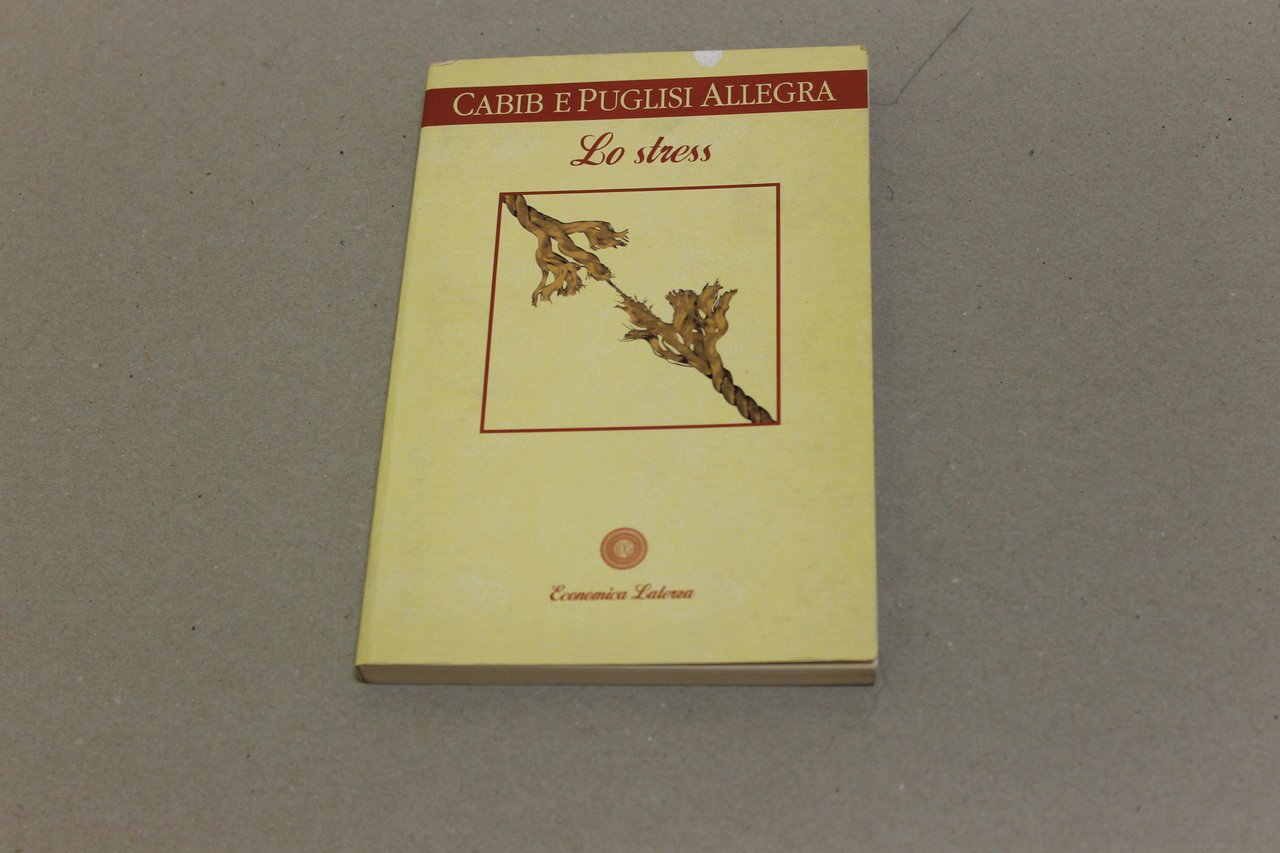 CABIB E PUGLISI ALLEGRA
Lo stress
Economica Laterza